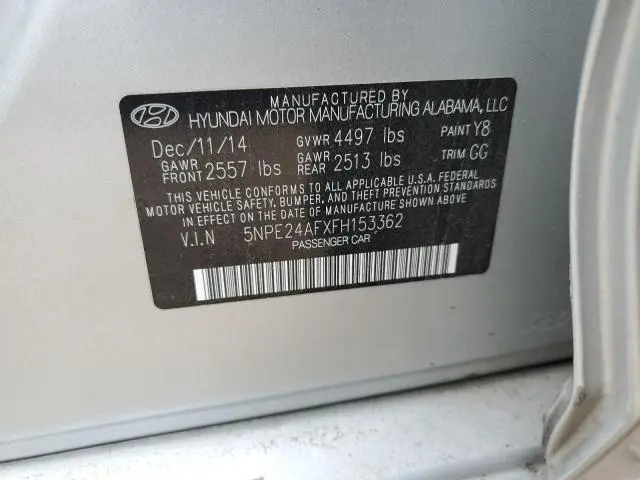 MANUFACTURED BY
HYUNDAI MOTOR MANUFACTURING ALABAMA, LLC
Dec/11/14 GVWR 4497 lbs PAINT Y8
GAWR FRONT 2557 lbs GAWR REAR 2513 lbs TRIM GG
THIS VEHICLE CONFORMS TO ALL APPLICABLE U.S.A. FEDERAL
MOTOR VEHICLE SAFETY, BUMPER, AND THEFT PREVENTION STANDARDS
IN EFFECT ON THE DATE OF MANUFACTURE SHOWN ABOVE.
V.I.N 5NPE24AFXFH153362
PASSENGER CAR